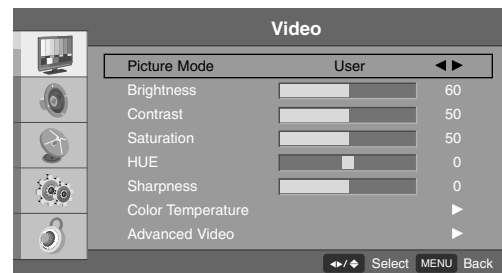 Video
Picture Mode User ◀ ▶
Brightness 60
Contrast 50
Saturation 50
HUE 0
Sharpness 0
Color Temperature ▶
Advanced Video ▶
◂▸/◆ Select MENU Back